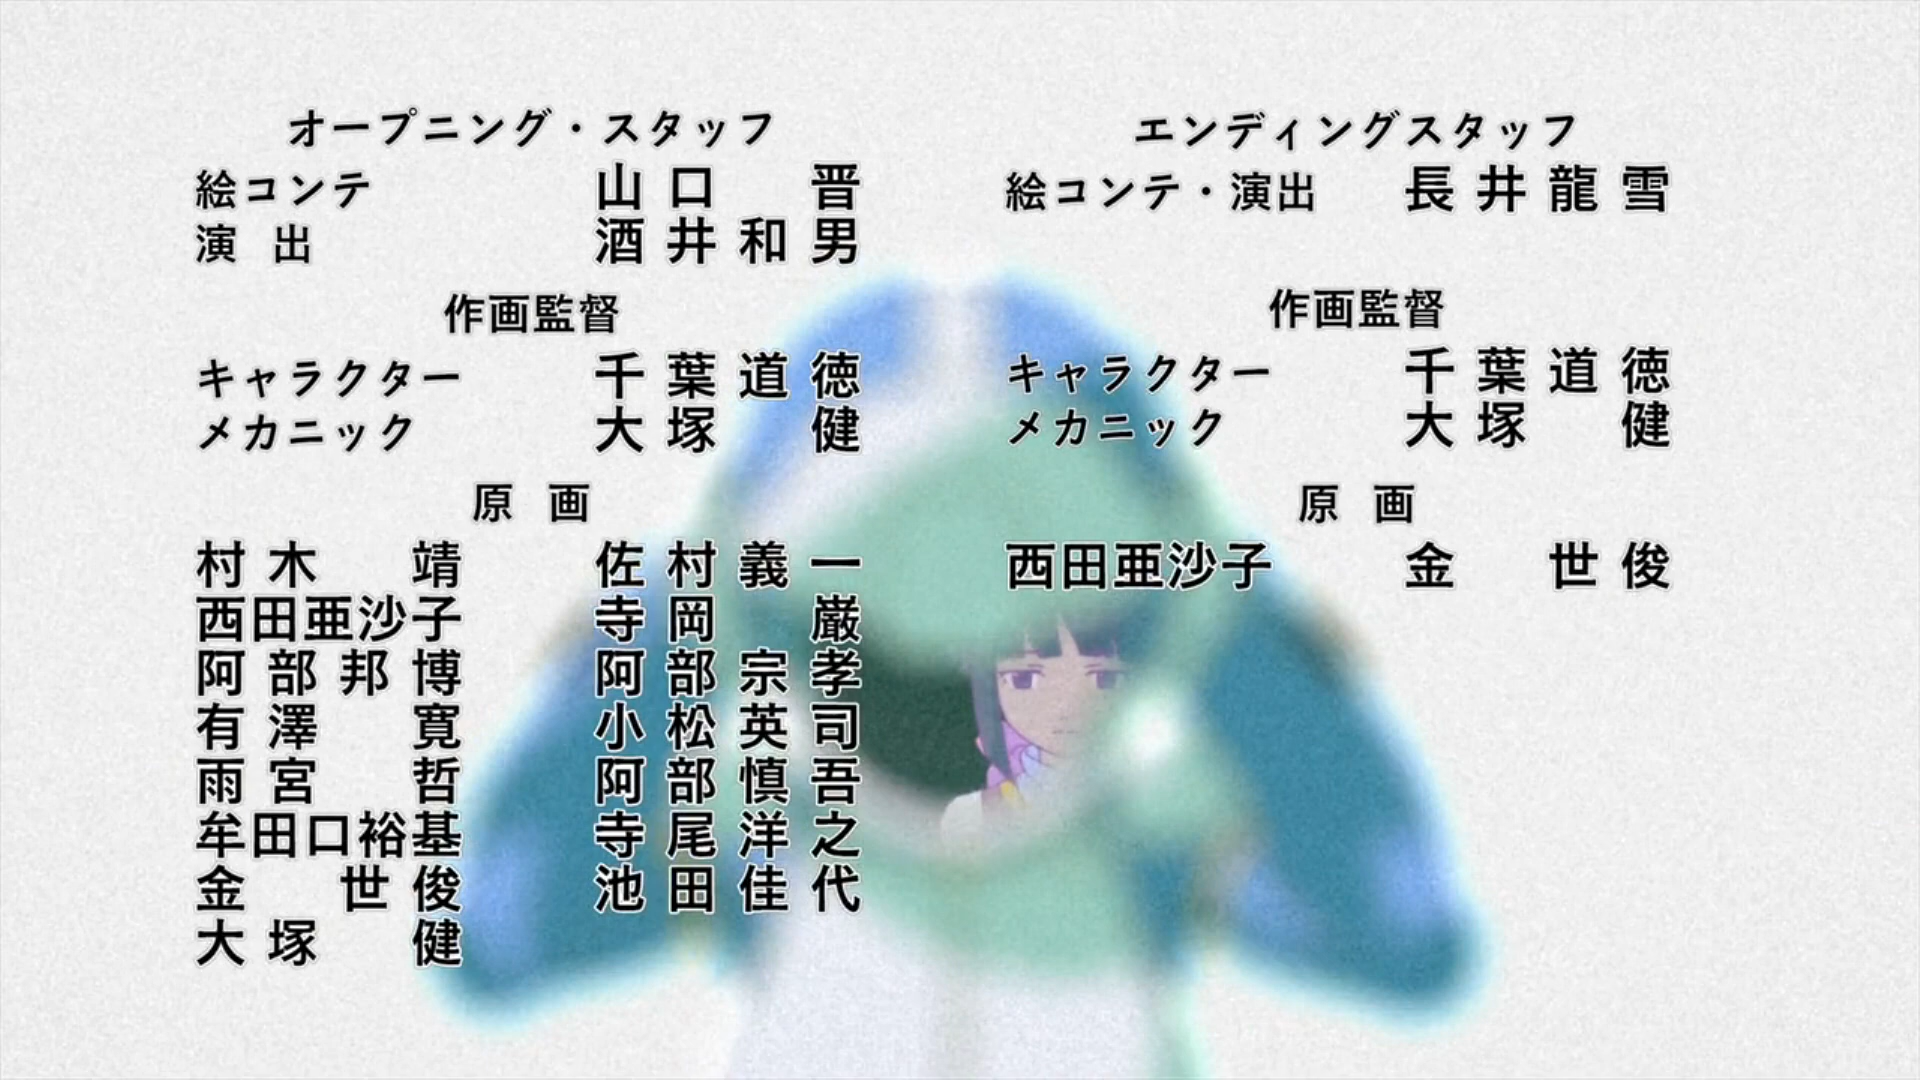 オープニング・スタッフ
絵コンテ 山口 晋
演出 酒井和男
作画監督
キャラクター 千葉道徳
メカニック 大塚 健
原画
村木 靖 佐村義一
西田亜沙子 寺岡 巌
阿部邦博 阿部宗孝
有澤 寛 小松英司
雨宮 哲 阿部慎吾
牟田口裕基 寺尾洋之
金 世俊 池田佳代
大塚 健
エンディングスタッフ
絵コンテ・演出 長井龍雪
作画監督
キャラクター 千葉道徳
メカニック 大塚 健
原画
西田亜沙子 金 世俊